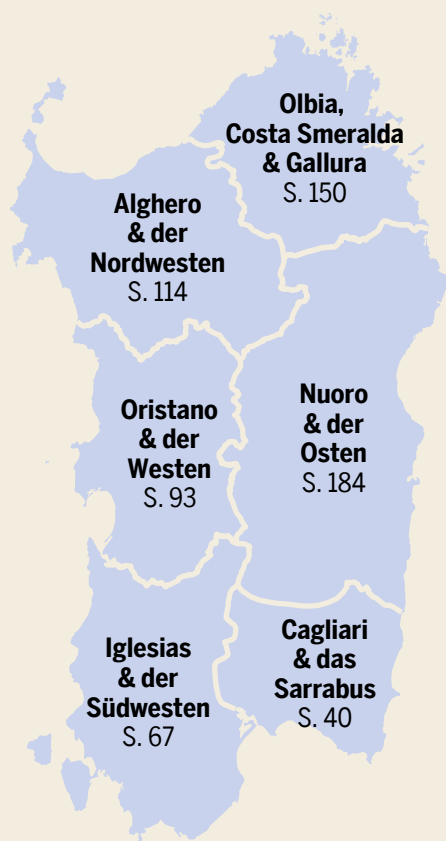 Olbia,
Costa Smeralda
& Gallura
S. 150
Alghero
& der
Nordwesten
S. 114
Oristano
& der
Westen
S. 93
Nuoro
& der
Osten
S. 184
Iglesias
& der
Südwesten
S. 67
Cagliari
& das
Sarrabus
S. 40